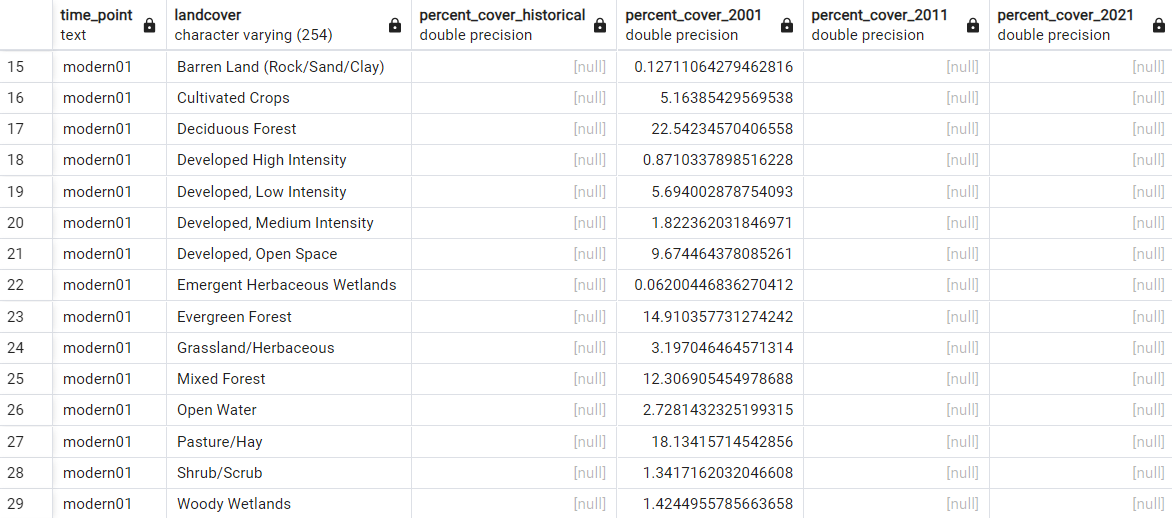 time_point landcover percent_cover_historical percent_cover_2001 percent_cover_2011 percent_cover_2021
text character varying (254) double precision double precision double precision double precision
15 modern01 Barren Land (Rock/Sand/Clay) [null] 0.12711064279462816 [null] [null]
16 modern01 Cultivated Crops [null] 5.16385429569538 [null] [null]
17 modern01 Deciduous Forest [null] 22.54234570406558 [null] [null]
18 modern01 Developed High Intensity [null] 0.8710337898516228 [null] [null]
19 modern01 Developed, Low Intensity [null] 5.694002878754093 [null] [null]
20 modern01 Developed, Medium Intensity [null] 1.822362031846971 [null] [null]
21 modern01 Developed, Open Space [null] 9.674464378085261 [null] [null]
22 modern01 Emergent Herbaceous Wetlands [null] 0.06200446836270412 [null] [null]
23 modern01 Evergreen Forest [null] 14.910357731274242 [null] [null]
24 modern01 Grassland/Herbaceous [null] 3.197046464571314 [null] [null]
25 modern01 Mixed Forest [null] 12.306905454978688 [null] [null]
26 modern01 Open Water [null] 2.7281432325199315 [null] [null]
27 modern01 Pasture/Hay [null] 18.13415714542856 [null] [null]
28 modern01 Shrub/Scrub [null] 1.3417162032046608 [null] [null]
29 modern01 Woody Wetlands [null] 1.4244955785663658 [null] [null]